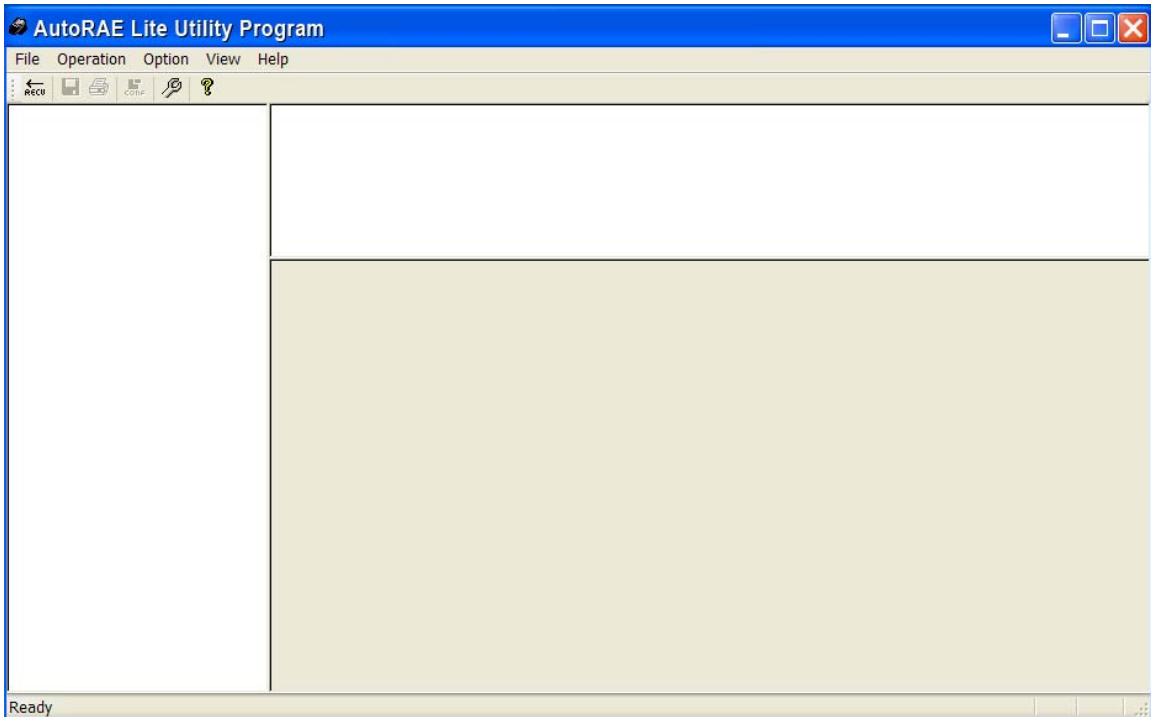 AutoRAE Lite Utility Program
File Operation Option View Help
RECV CONF ?
Ready